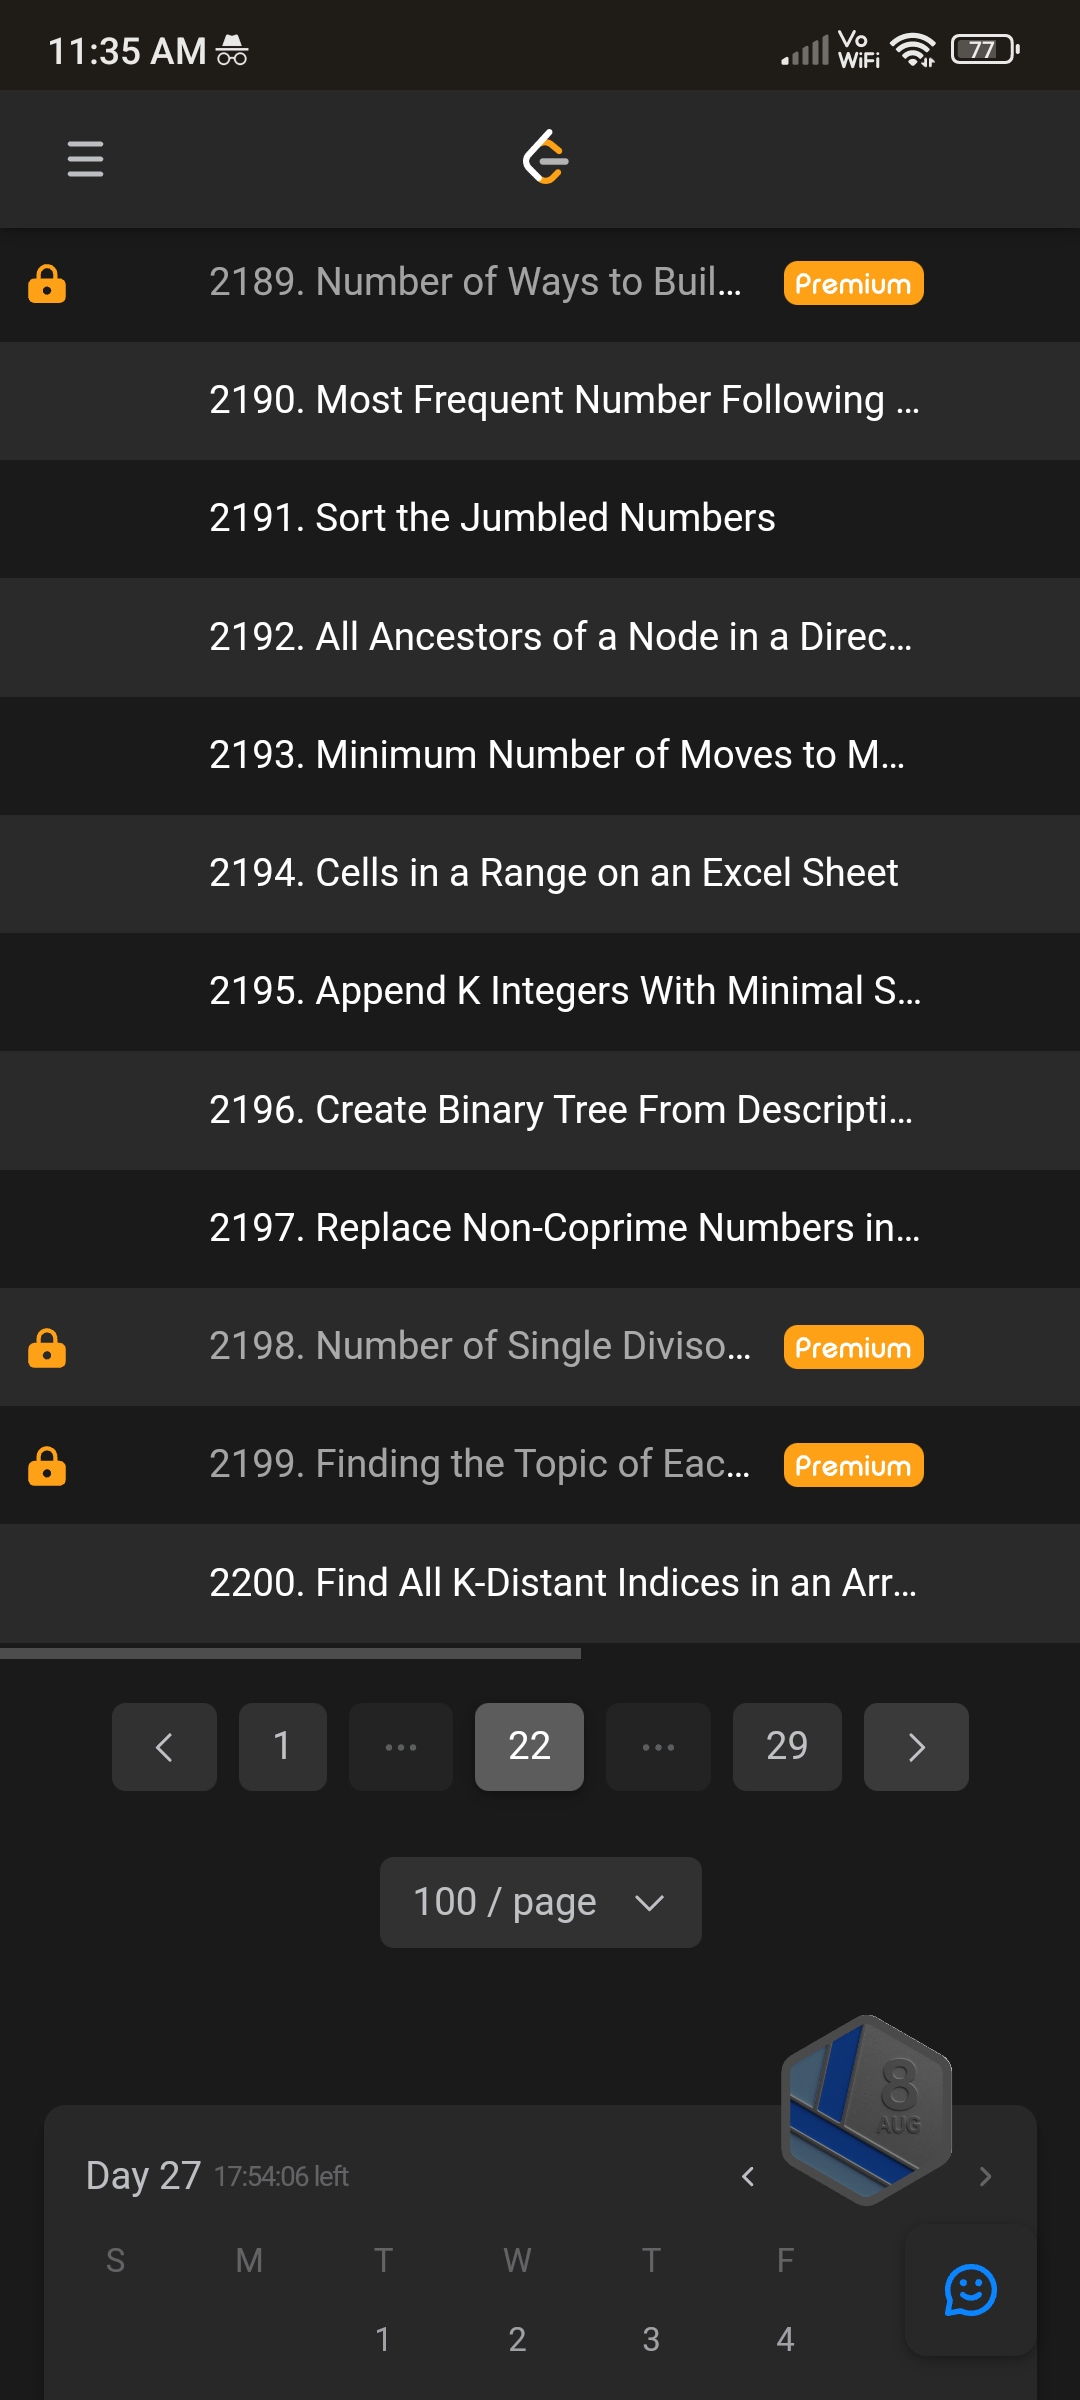 11:35 AM
Vo
WiFi
77
2189. Number of Ways to Buil... Premium
2190. Most Frequent Number Following ...
2191. Sort the Jumbled Numbers
2192. All Ancestors of a Node in a Direc...
2193. Minimum Number of Moves to M...
2194. Cells in a Range on an Excel Sheet
2195. Append K Integers With Minimal S...
2196. Create Binary Tree From Descripti...
2197. Replace Non-Coprime Numbers in...
2198. Number of Single Diviso... Premium
2199. Finding the Topic of Eac... Premium
2200. Find All K-Distant Indices in an Arr...
< 1 ... 22 ... 29 >
100 / page
8
AUG
Day 27 17:54:06 left < >
S M T W T F
1 2 3 4